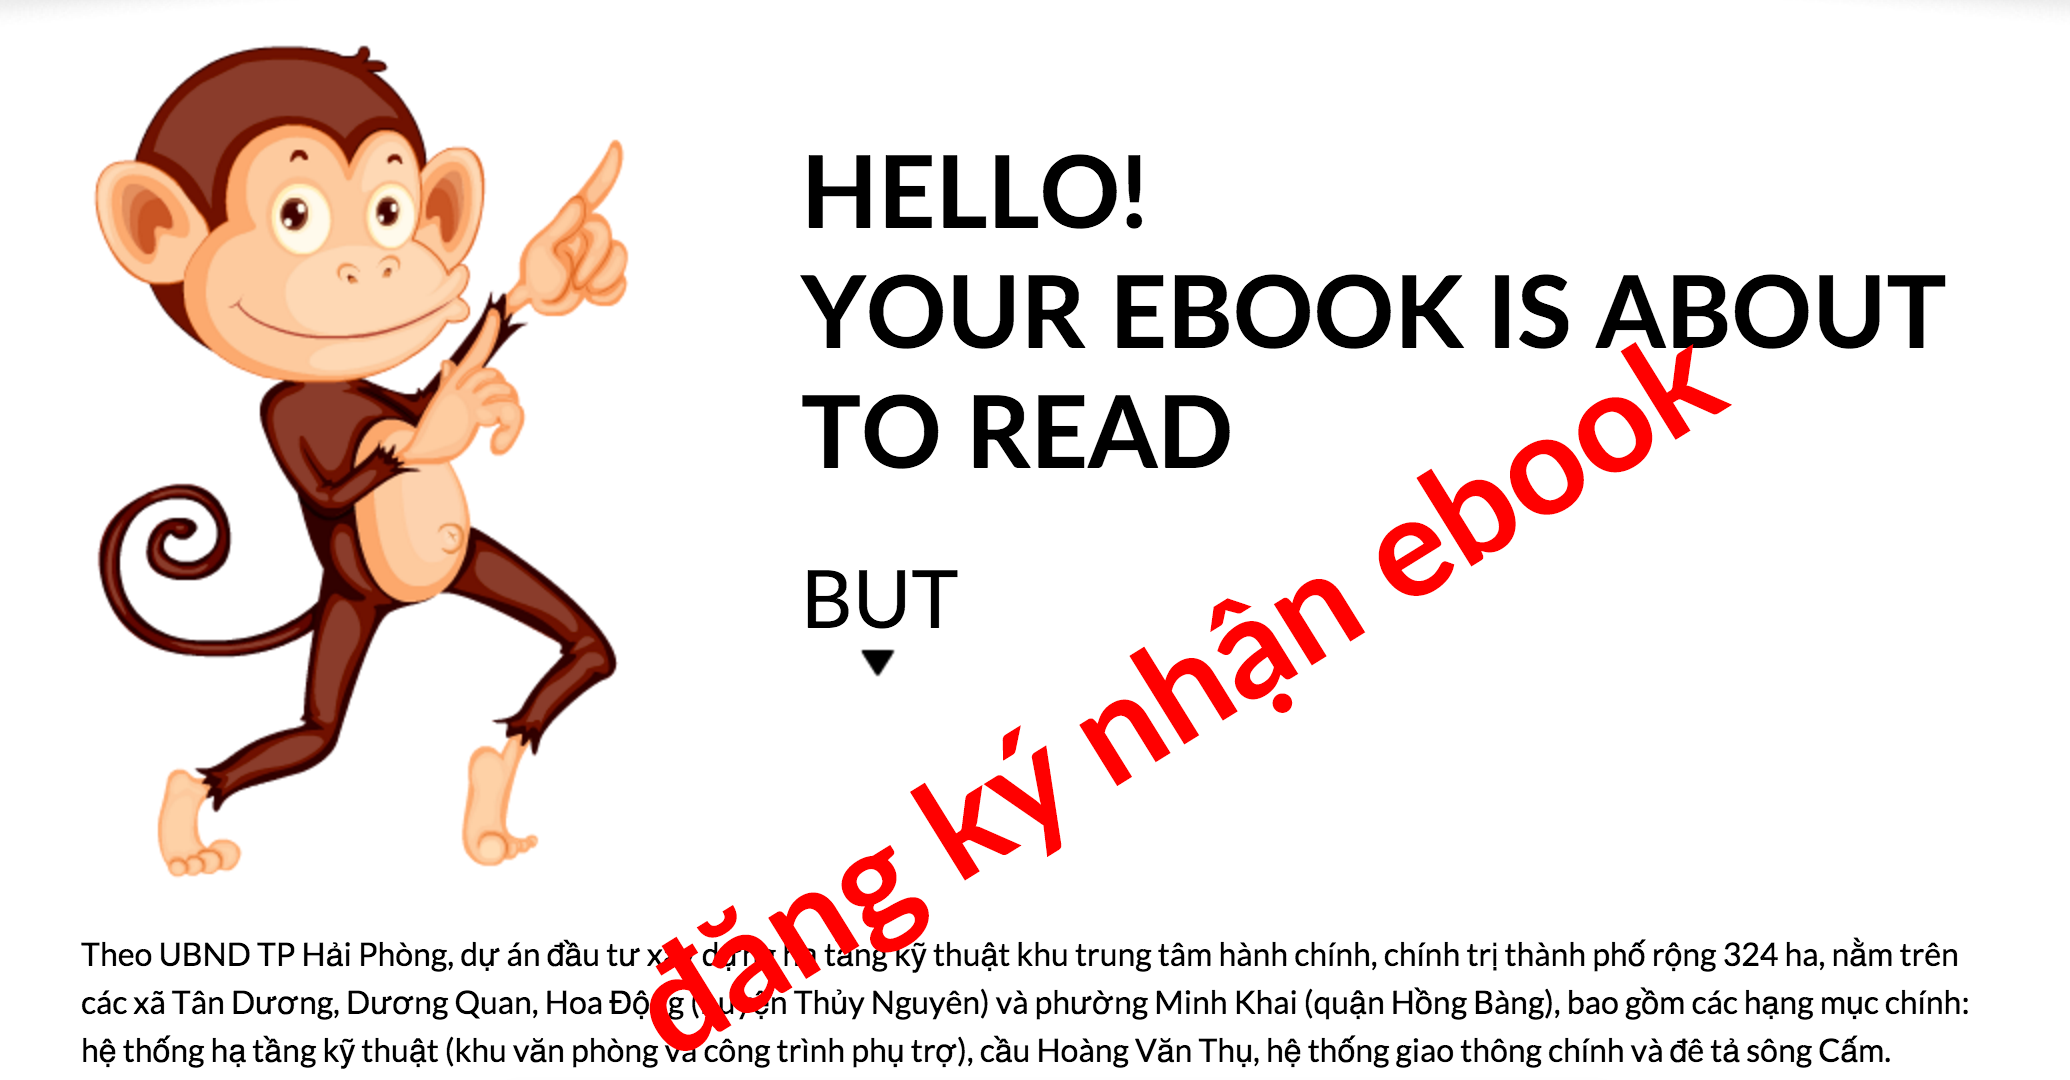 HELLO!
YOUR EBOOK IS ABOUT
TO READ
BUT
đăng ký nhận ebook
Theo UBND TP Hải Phòng, dự án đầu tư xây dựng hạ tầng kỹ thuật khu trung tâm hành chính, chính trị thành phố rộng 324 ha, nằm trên
các xã Tân Dương, Dương Quan, Hoa Động (huyện Thủy Nguyên) và phường Minh Khai (quận Hồng Bàng), bao gồm các hạng mục chính:
hệ thống hạ tầng kỹ thuật (khu văn phòng và công trình phụ trợ), cầu Hoàng Văn Thụ, hệ thống giao thông chính và đê tả sông Cấm.